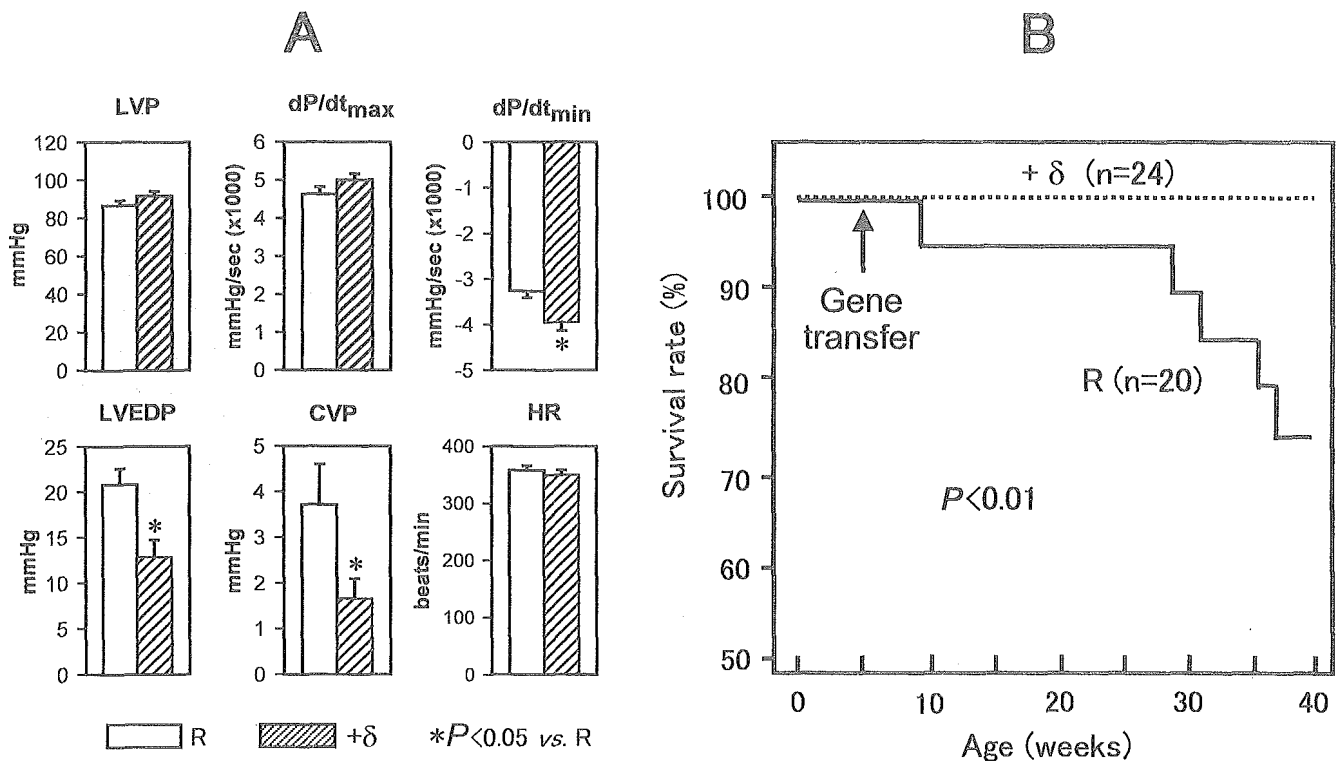 A
LVP
mmHg
120
100
80
60
40
20
0
dP/dtmax
mmHg/sec (x1000)
6
5
4
3
2
1
0
dP/dtmin
mmHg/sec (x1000)
0
-1
-2
-3
-4
-5
*
LVEDP
mmHg
25
20
15
10
5
0
*
CVP
mmHg
5
4
3
2
1
0
*
HR
beats/min
400
300
200
100
0
R
+δ
*P<0.05 vs. R
B
Survival rate (%)
100
90
80
70
60
50
+ δ (n=24)
Gene
transfer
R (n=20)
P<0.01
0 10 20 30 40
Age (weeks)